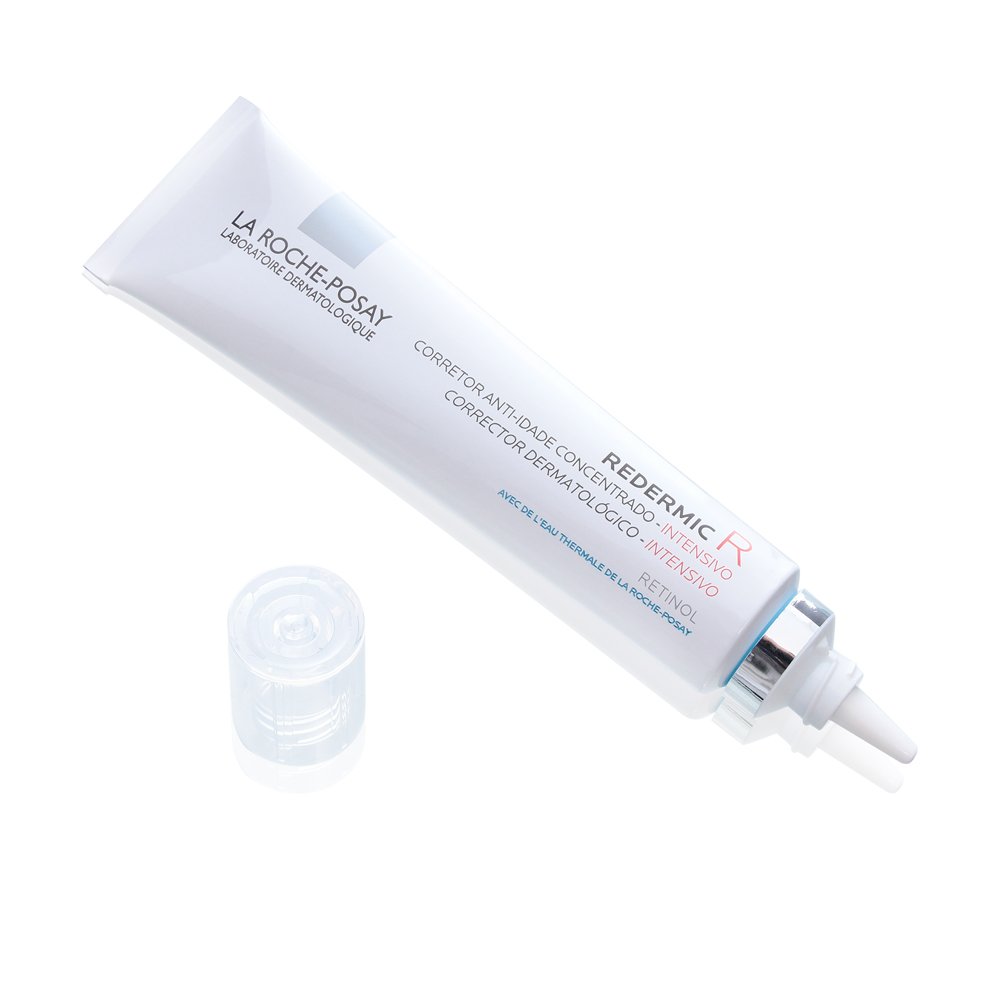 LA ROCHE-POSAY
LABORATOIRE DERMATOLOGIQUE
REDERMIC R
CORRETOR ANTI-IDADE CONCENTRADO - INTENSIVO
CORRECTOR DERMATOLÓGICO - INTENSIVO
RETINOL
AVEC DE L'EAU THERMALE DE LA ROCHE-POSAY